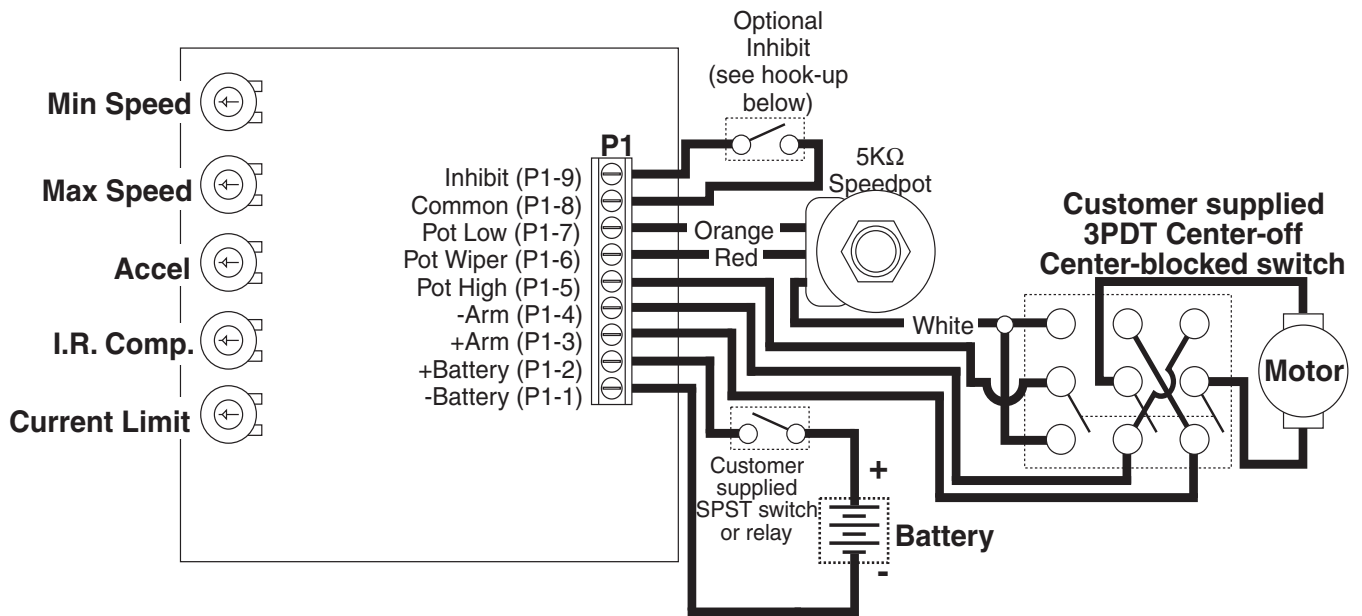 Optional
Inhibit
(see hook-up
below)
Min Speed
Max Speed
Accel
I.R. Comp.
Current Limit
P1
Inhibit (P1-9)
Common (P1-8)
Pot Low (P1-7)
Pot Wiper (P1-6)
Pot High (P1-5)
-Arm (P1-4)
+Arm (P1-3)
+Battery (P1-2)
-Battery (P1-1)
5KΩ
Speedpot
Orange
Red
White
Customer supplied
3PDT Center-off
Center-blocked switch
Motor
Customer
supplied
SPST switch
or relay
+
Battery
-